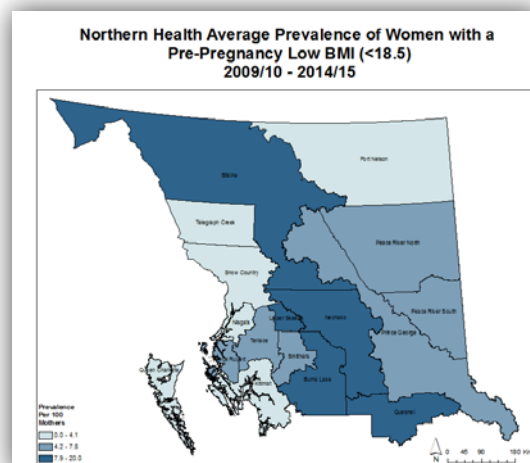 Northern Health Average Prevalence of Women with a
Pre-Pregnancy Low BMI (<18.5)
2009/10 - 2014/15
Fort Nelson
Stikine
Telegraph Creek
Peace River North
Snow Country
Peace River South
Nisga'a
Nechako
Prince George
Terrace
Smithers
Kitimat
Burns Lake
Quesnel
Prevalence
Per 100
Mothers
0.0 - 4.1
4.2 - 7.8
7.9 - 20.0
N
0 45 90 180